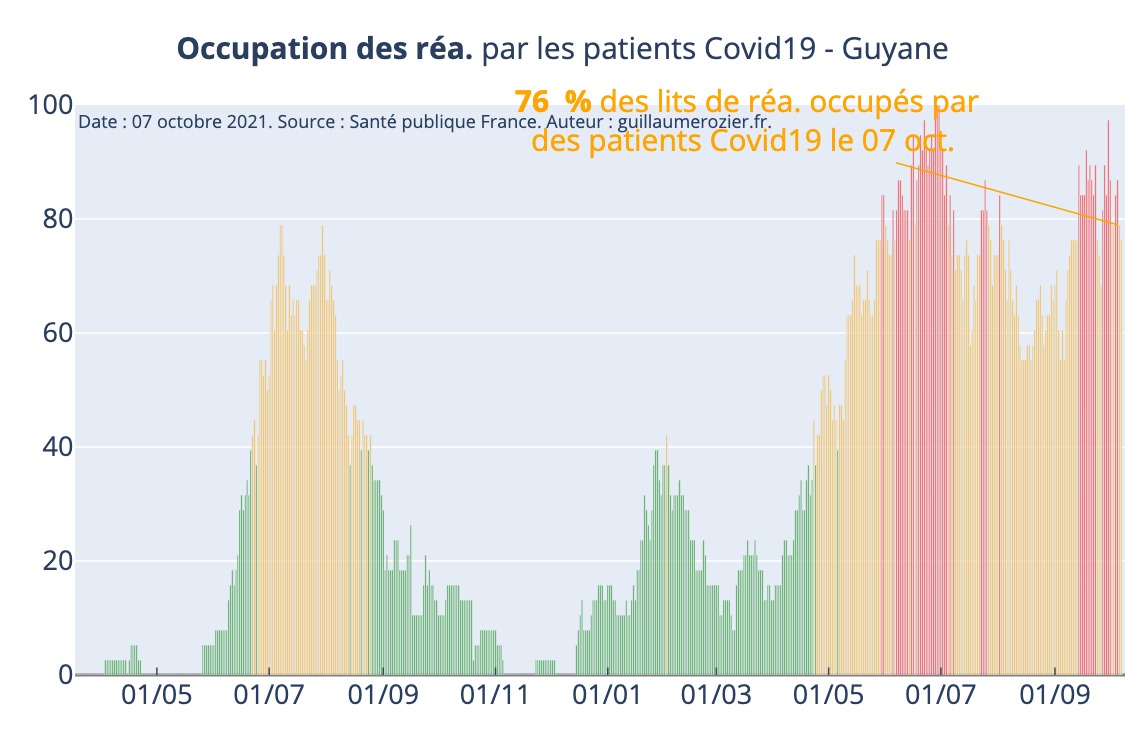 Occupation des réa. par les patients Covid19 - Guyane
76 % des lits de réa. occupés par
des patients Covid19 le 07 oct.
Date : 07 octobre 2021. Source : Santé publique France. Auteur : guillaumerozier.fr.
100
80
60
40
20
0
01/05 01/07 01/09 01/11 01/01 01/03 01/05 01/07 01/09